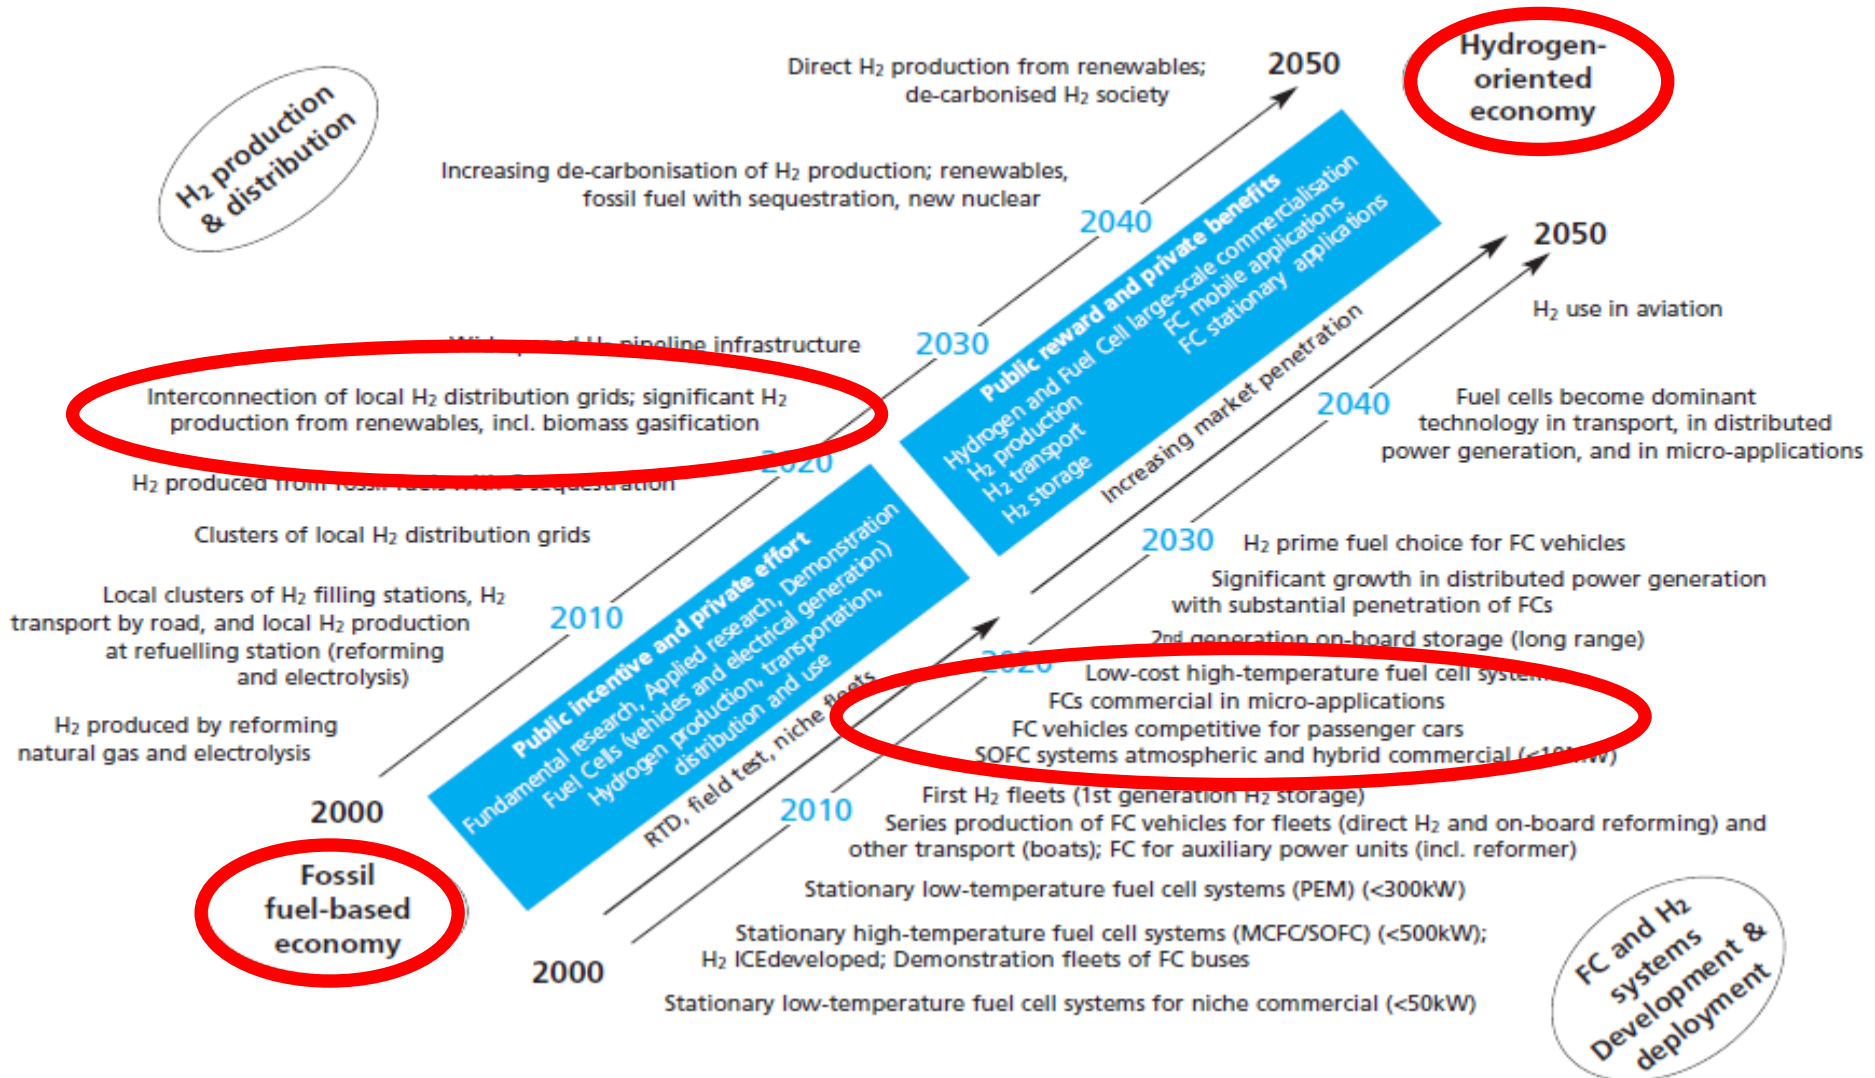 Direct H₂ production from renewables;
de-carbonised H₂ society
2050
Hydrogen-
oriented
economy
H₂ production
& distribution
Increasing de-carbonisation of H₂ production; renewables,
fossil fuel with sequestration, new nuclear
2040
2050
H₂ use in aviation
Public reward and private benefits
Hydrogen and Fuel Cell large-scale commercialisation
H₂ production
FC mobile applications
H₂ transport
FC stationary applications
H₂ storage
Increasing market penetration
H₂ pipeline infrastructure
2030
Interconnection of local H₂ distribution grids; significant H₂
production from renewables, incl. biomass gasification
2020
2040
Fuel cells become dominant
technology in transport, in distributed
power generation, and in micro-applications
H₂ produced from fossil fuels with C sequestration
Clusters of local H₂ distribution grids
2030
H₂ prime fuel choice for FC vehicles
Significant growth in distributed power generation
with substantial penetration of FCs
2nd generation on-board storage (long range)
Local clusters of H₂ filling stations, H₂
transport by road, and local H₂ production
at refuelling station (reforming
and electrolysis)
2010
Public incentive and private effort
Fundamental research, Applied research, Demonstration
Fuel Cells (vehicles and electrical generation)
Hydrogen production, transportation,
distribution and use
RTD, field test, niche fleets
2020
Low-cost high-temperature fuel cell systems
FCs commercial in micro-applications
FC vehicles competitive for passenger cars
SOFC systems atmospheric and hybrid commercial
H₂ produced by reforming
natural gas and electrolysis
2000
2010
First H₂ fleets (1st generation H₂ storage)
Series production of FC vehicles for fleets (direct H₂ and on-board reforming) and
other transport (boats); FC for auxiliary power units (incl. reformer)
Fossil
fuel-based
economy
Stationary low-temperature fuel cell systems (PEM) (<300kW)
Stationary high-temperature fuel cell systems (MCFC/SOFC) (<500kW);
H₂ ICEdeveloped; Demonstration fleets of FC buses
2000
Stationary low-temperature fuel cell systems for niche commercial (<50kW)
FC and H₂
systems
Development &
deployment